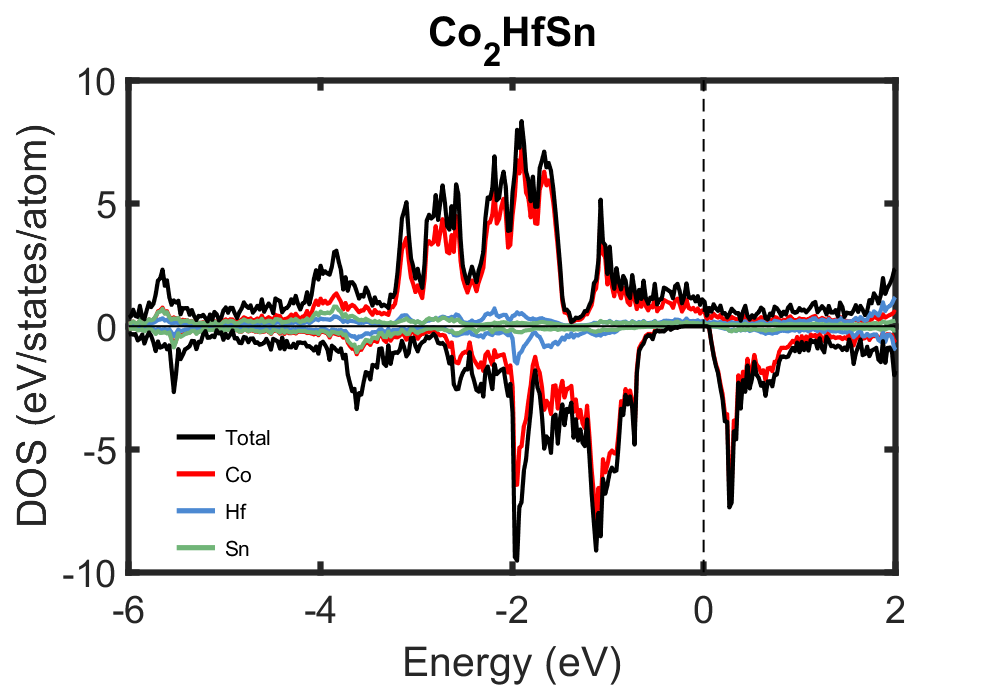 Co₂HfSn
10
5
0
-5
-10
DOS (eV/states/atom)
Total
Co
Hf
Sn
-6 -4 -2 0 2
Energy (eV)